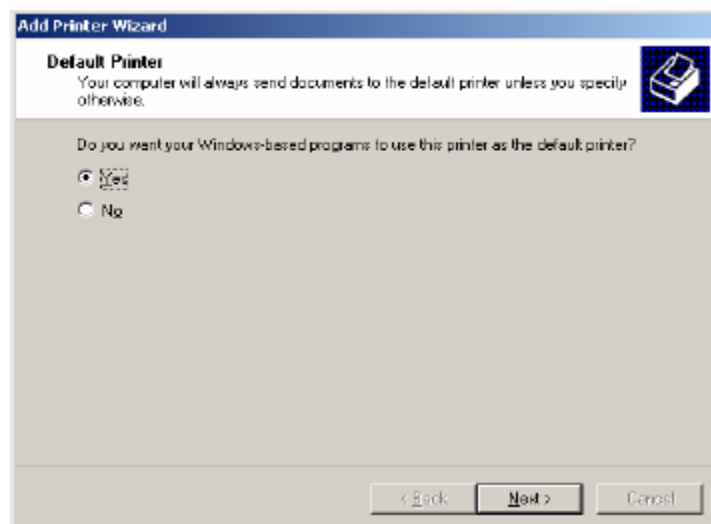 Add Printer Wizard
Default Printer
Your computer will always send documents to the default printer unless you specify
otherwise.
Do you want your Windows-based programs to use this printer as the default printer?
Yes
No
< Back
Next >
Cancel